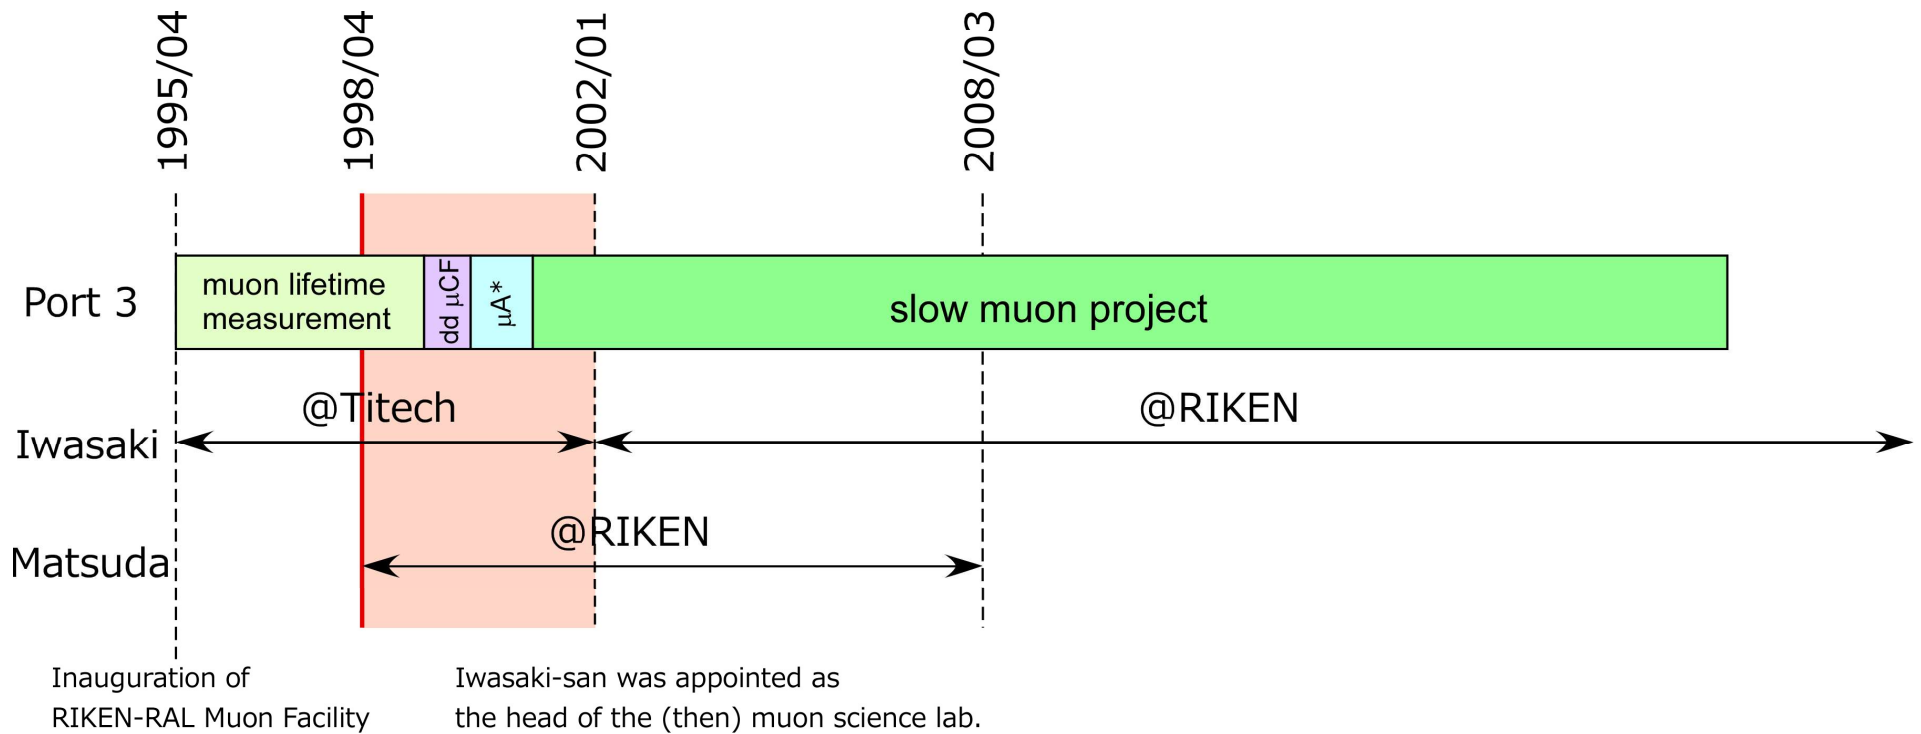 1995/04
1998/04
2002/01
2008/03
Port 3
muon lifetime
measurement
dd μCF
μA*
slow muon project
@Titech
@RIKEN
Iwasaki
@RIKEN
Matsuda
Inauguration of
RIKEN-RAL Muon Facility
Iwasaki-san was appointed as
the head of the (then) muon science lab.